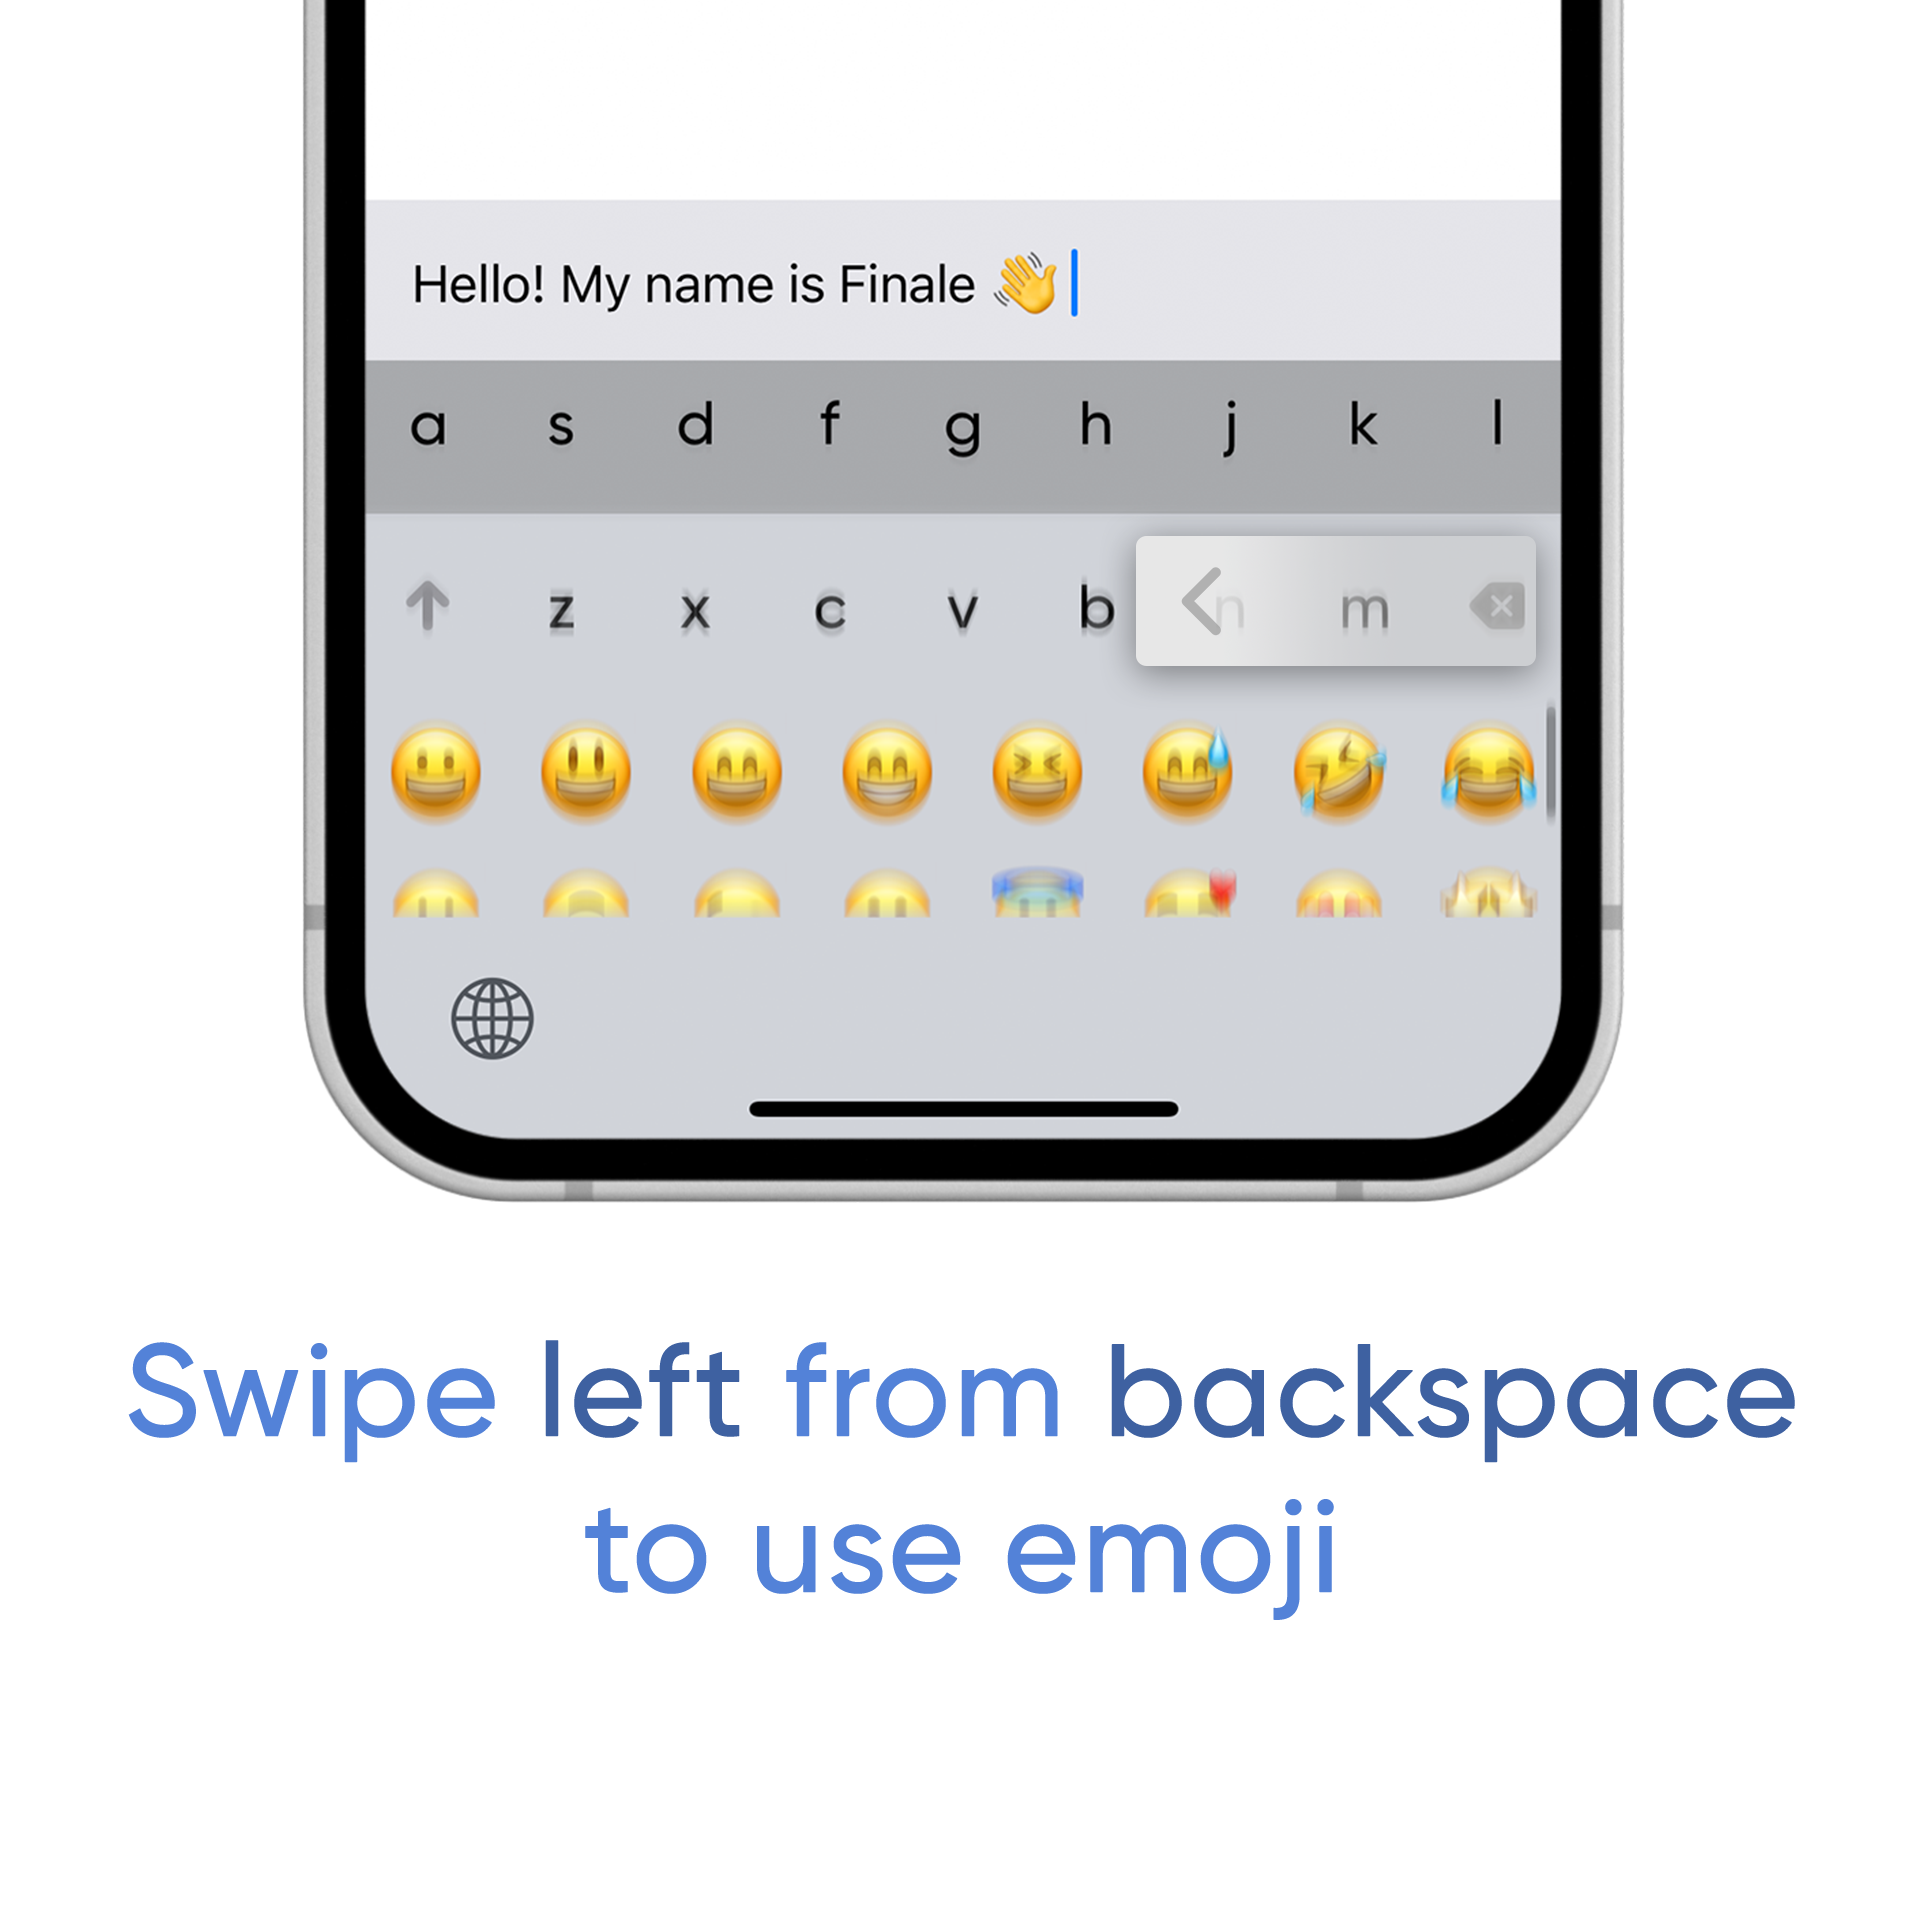 Hello! My name is Finale 👋
a s d f g h j k l
z x c v b n m
Swipe left from backspace
to use emoji